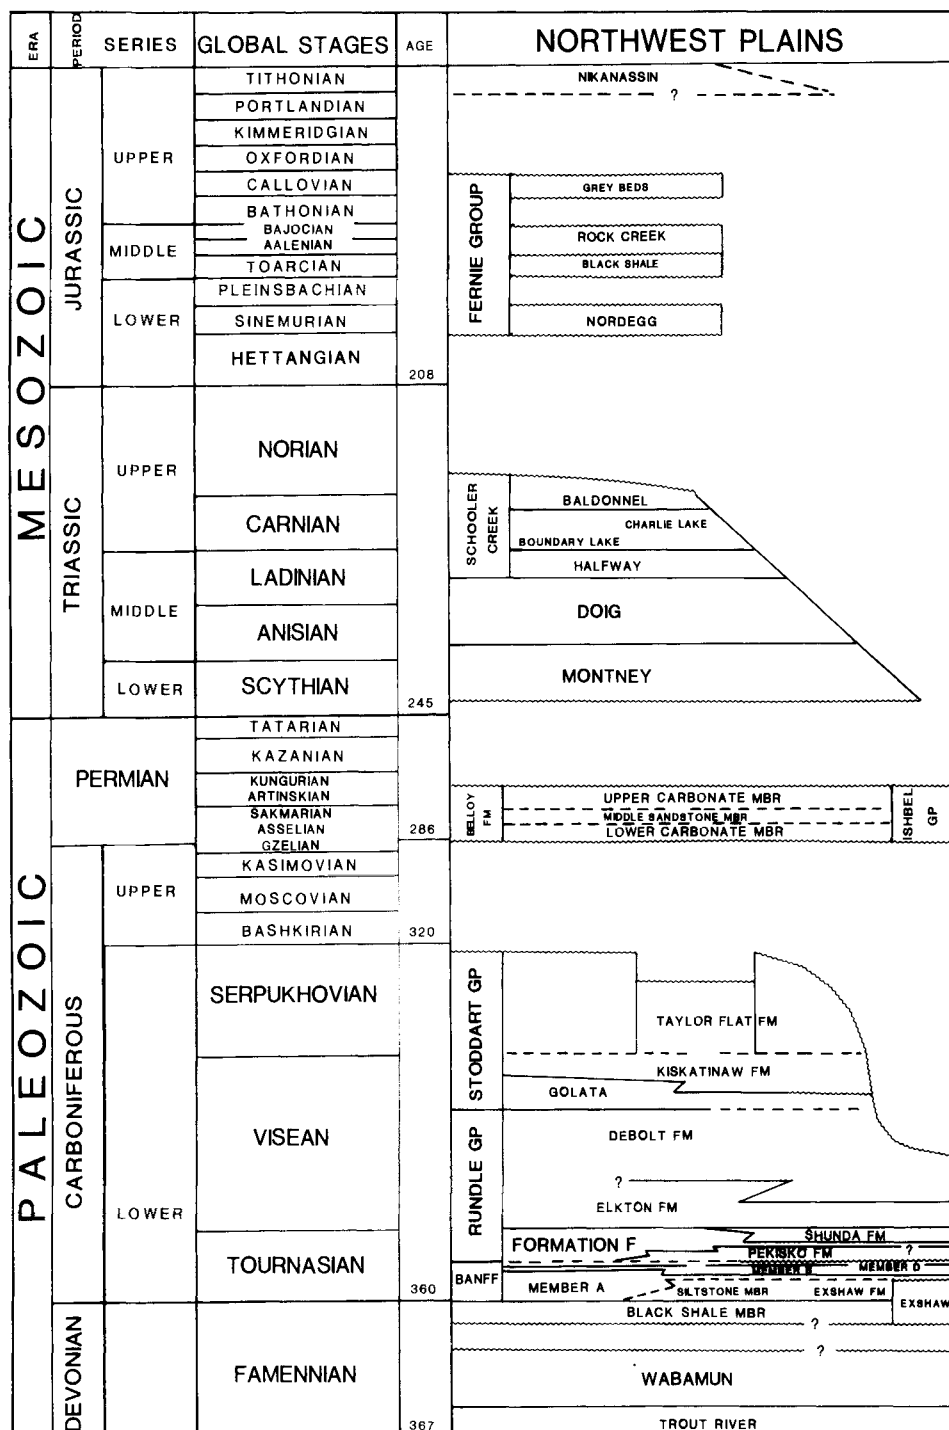 ERA PERIOD SERIES GLOBAL STAGES AGE NORTHWEST PLAINS
MESOZOIC
JURASSIC
UPPER
TITHONIAN
PORTLANDIAN
KIMMERIDGIAN
OXFORDIAN
CALLOVIAN
BATHONIAN
MIDDLE
BAJOCIAN
AALENIAN
TOARCIAN
LOWER
PLEINSBACHIAN
SINEMURIAN
HETTANGIAN
208
NIKANASSIN
?
FERNIE GROUP
GREY BEDS
ROCK CREEK
BLACK SHALE
NORDEGG
TRIASSIC
UPPER
NORIAN
CARNIAN
MIDDLE
LADINIAN
ANISIAN
LOWER
SCYTHIAN
245
SCHOOLER
CREEK
BALDONNEL
CHARLIE LAKE
BOUNDARY LAKE
HALFWAY
DOIG
MONTNEY
PALEOZOIC
PERMIAN
TATARIAN
KAZANIAN
KUNGURIAN
ARTINSKIAN
SAKMARIAN
ASSELIAN
286
BELLOY
FM
UPPER CARBONATE MBR
MIDDLE SANDSTONE MBR
LOWER CARBONATE MBR
ISHBEL
GP
CARBONIFEROUS
UPPER
GZELIAN
KASIMOVIAN
MOSCOVIAN
BASHKIRIAN
320
LOWER
SERPUKHOVIAN
VISEAN
TOURNASIAN
360
STODDART GP
TAYLOR FLAT FM
KISKATINAW FM
GOLATA
RUNDLE GP
DEBOLT FM
?
ELKTON FM
SHUNDA FM
FORMATION F
PEKISKO FM
?
BANFF
MEMBER D
MEMBER B
MEMBER A
SILTSTONE MBR
EXSHAW FM
EXSHAW
BLACK SHALE MBR
?
DEVONIAN
FAMENNIAN
367
?
WABAMUN
TROUT RIVER